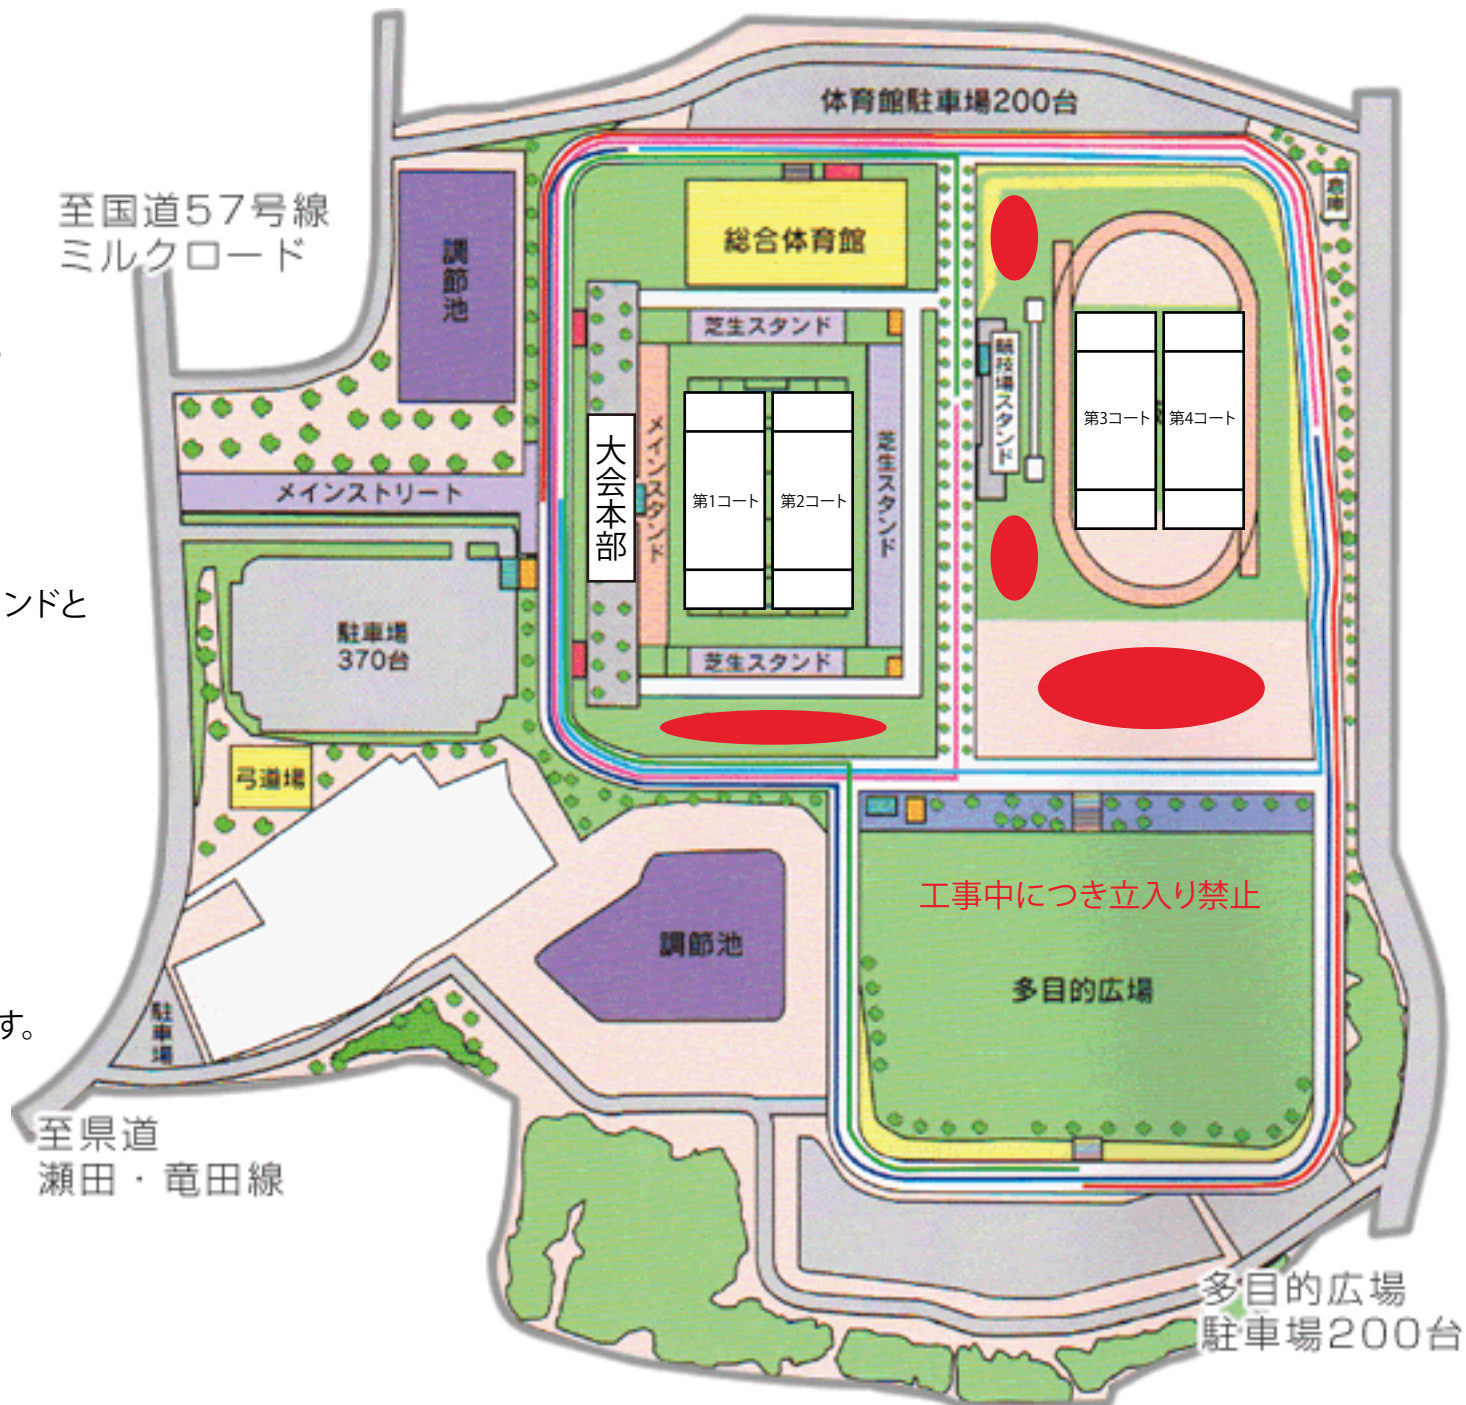 体育館駐車場200台
至国道57号線
ミルクロード
倉庫
調節池
総合体育館
芝生スタンド
競技場スタンド
第3コート
第4コート
大会本部
メインスタンド
第1コート
第2コート
芝生スタンド
メインストリート
ンドと
駐車場
370台
芝生スタンド
弓道場
工事中につき立入り禁止
調節池
多目的広場
駐車場
す。
至県道
瀬田・竜田線
多目的広場
駐車場200台